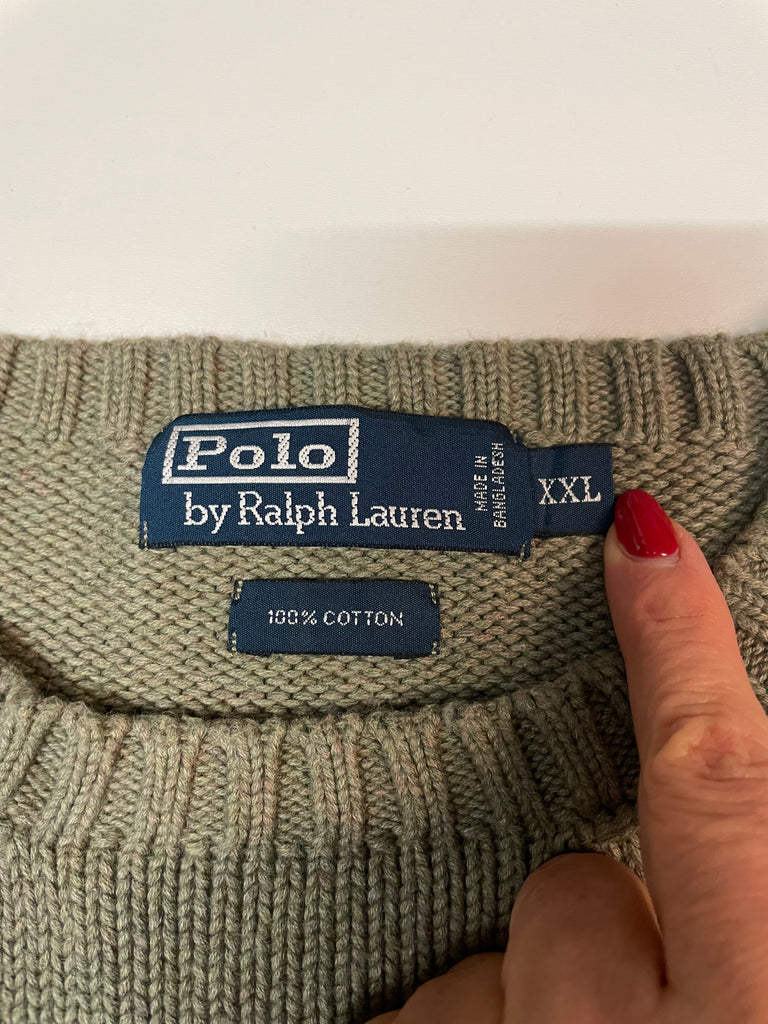 Polo
by Ralph Lauren
MADE IN
BANGLADESH
XXL
100% COTTON